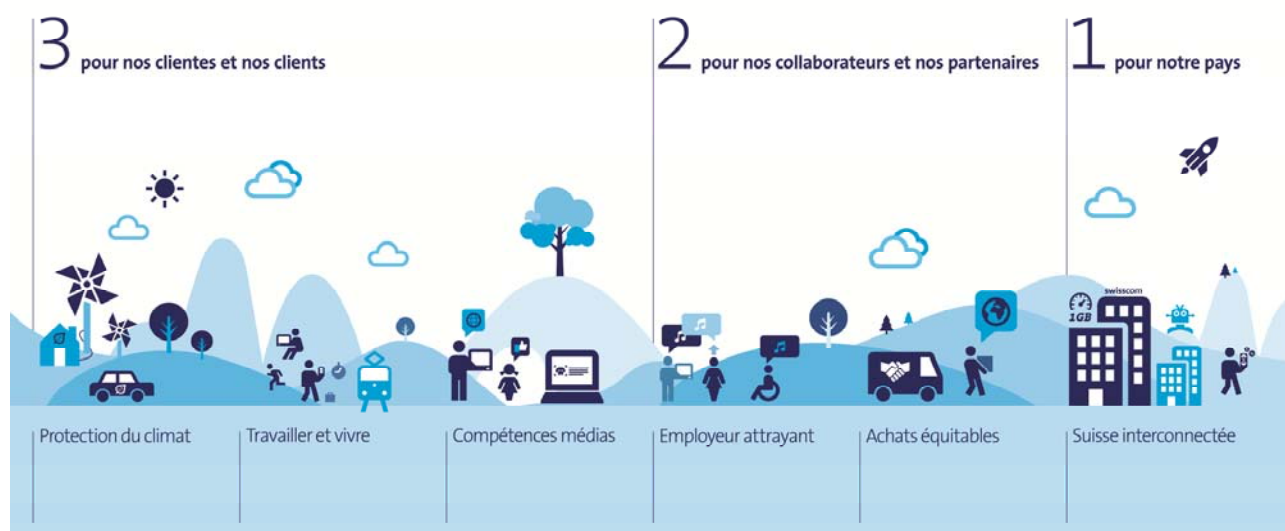 3 pour nos clientes et nos clients
2 pour nos collaborateurs et nos partenaires
1 pour notre pays
swisscom
1GB
Protection du climat
Travailler et vivre
Compétences médias
Employeur attrayant
Achats équitables
Suisse interconnectée